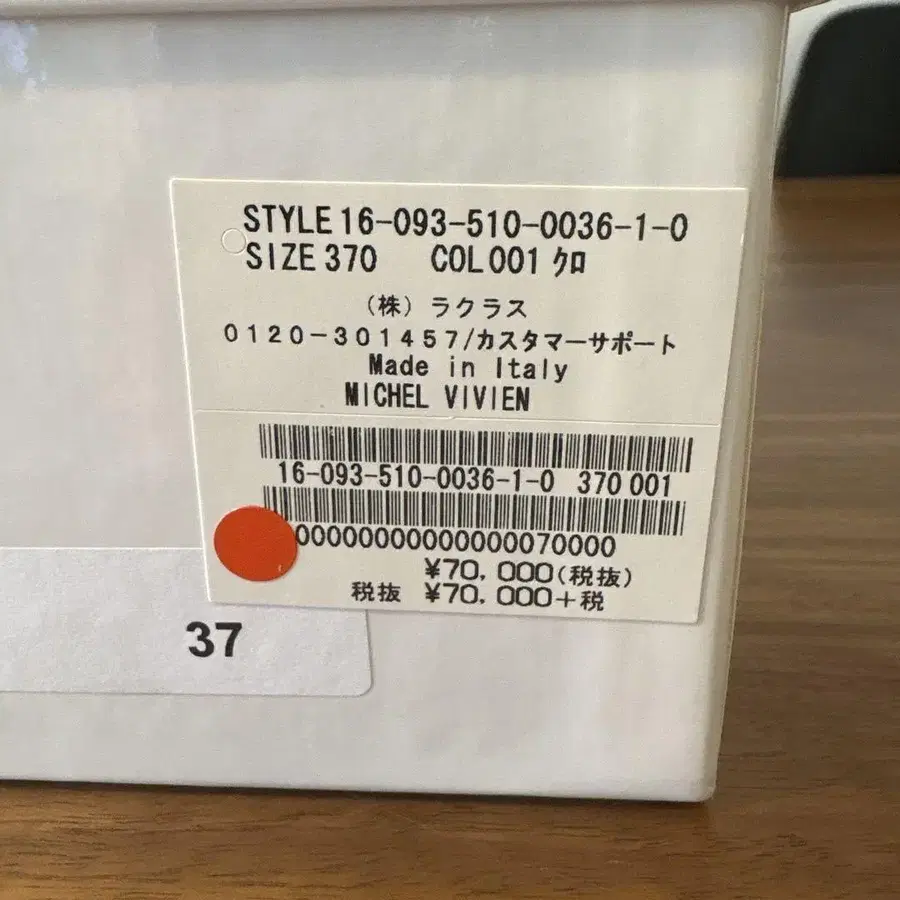 STYLE 16-093-510-0036-1-0
SIZE 370 COL 001 クロ
(株) ラクラス
0120-301457/カスタマーサポート
Made in Italy
MICHEL VIVIEN
16-093-510-0036-1-0 370 001
00000000000000070000
¥70,000(税抜)
税抜 ¥70,000+税
37